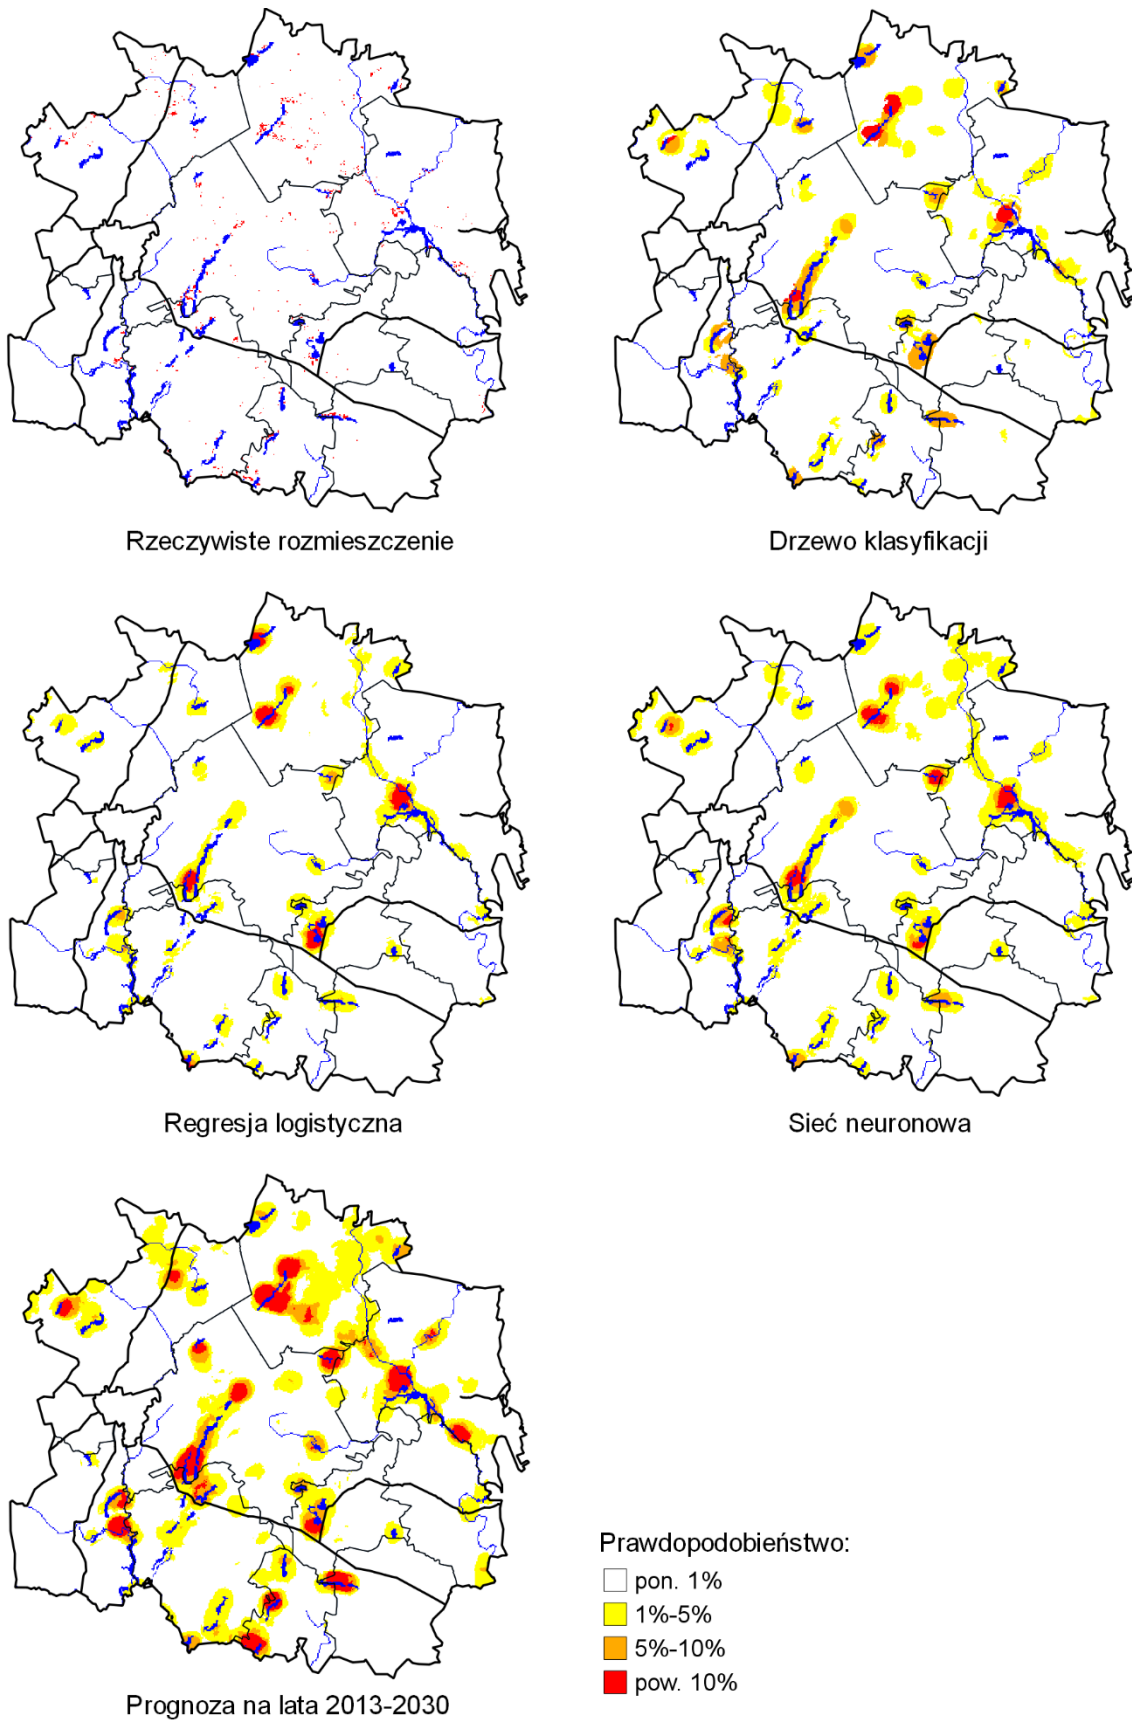 Rzeczywiste rozmieszczenie
Drzewo klasyfikacji
Regresja logistyczna
Sieć neuronowa
Prognoza na lata 2013-2030
Prawdopodobieństwo:
pon. 1%
1%-5%
5%-10%
pow. 10%